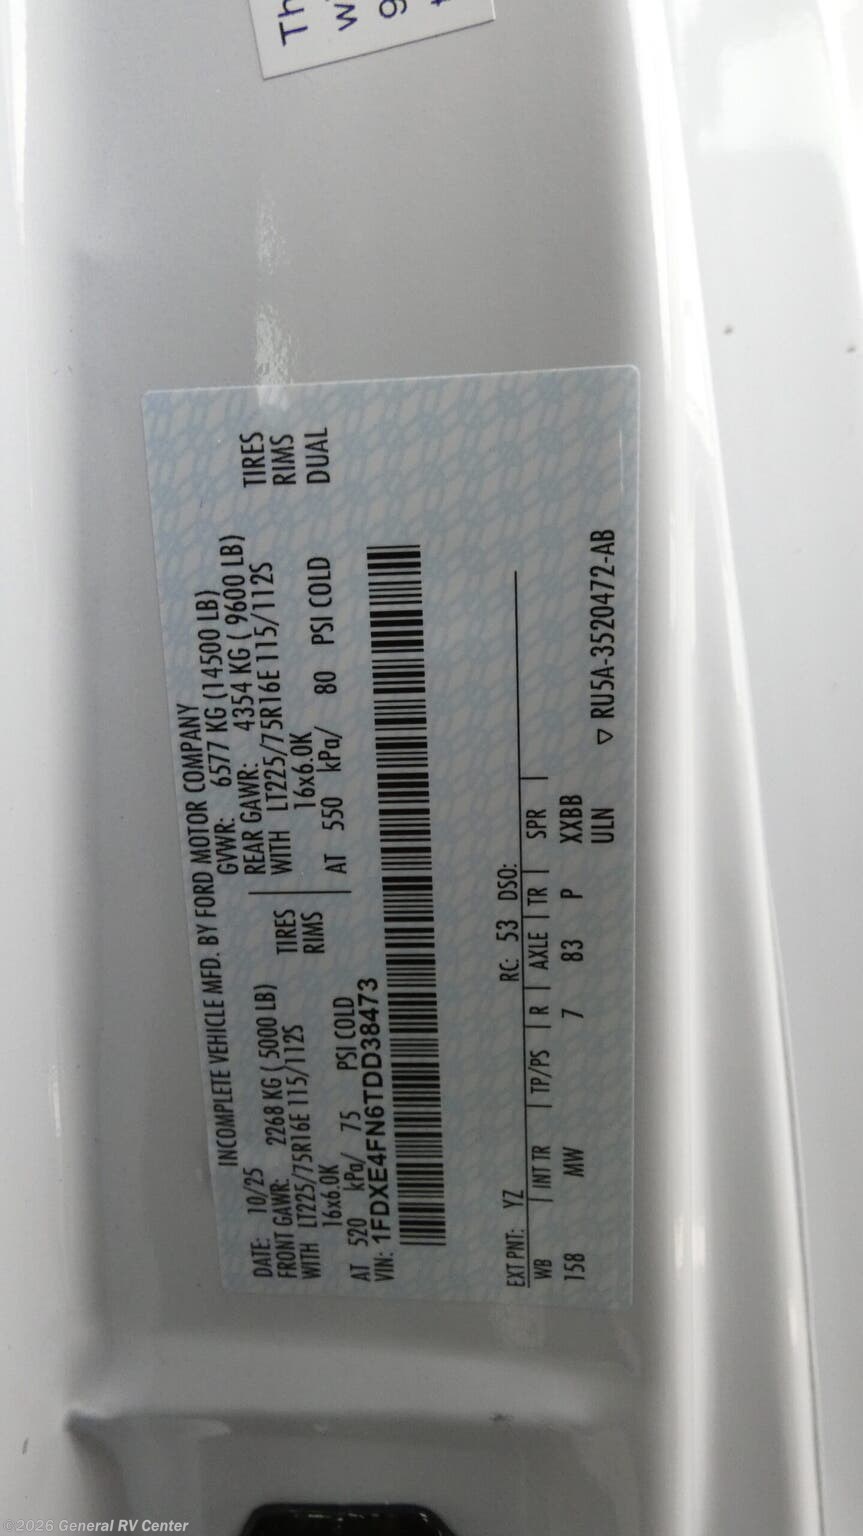 INCOMPLETE VEHICLE MFD. BY FORD MOTOR COMPANY
DATE: 10/25 GVWR: 6577 KG (14500 LB)
FRONT GAWR: 2268 KG ( 5000 LB) REAR GAWR: 4354 KG ( 9600 LB)
WITH LT225/75R16E 115/112S TIRES WITH LT225/75R16E 115/112S TIRES
16x6.0K RIMS 16x6.0K RIMS
AT 520 kPa/ 75 PSI COLD AT 550 kPa/ 80 PSI COLD DUAL
VIN: 1FDXE4FN6TDD38473
EXT PNT: YZ RC: 53 DSO:
WB | INT TR | TP/PS | R | AXLE | TR | SPR |
158 MW 7 83 P XXBB
ULN ▽ RU5A-3520472-AB
©2026 General RV Center